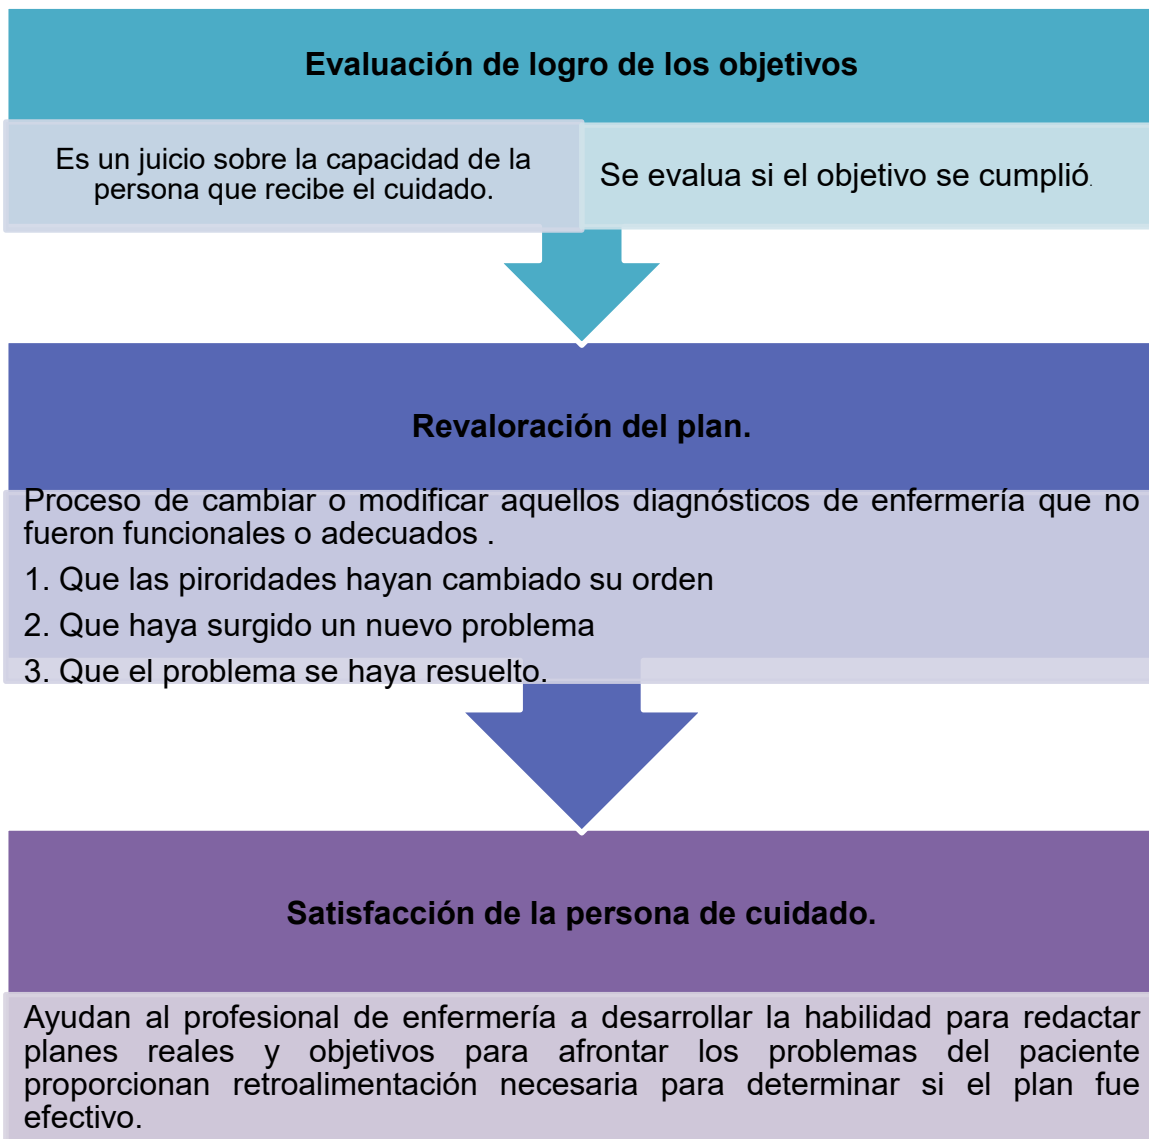 Evaluación de logro de los objetivos
Es un juicio sobre la capacidad de la
persona que recibe el cuidado.
Se evalua si el objetivo se cumplió.
Revaloración del plan.
Proceso de cambiar o modificar aquellos diagnósticos de enfermería que no
fueron funcionales o adecuados .
1. Que las piroridades hayan cambiado su orden
2. Que haya surgido un nuevo problema
3. Que el problema se haya resuelto.
Satisfacción de la persona de cuidado.
Ayudan al profesional de enfermería a desarrollar la habilidad para redactar
planes reales y objetivos para afrontar los problemas del paciente
proporcionan retroalimentación necesaria para determinar si el plan fue
efectivo.